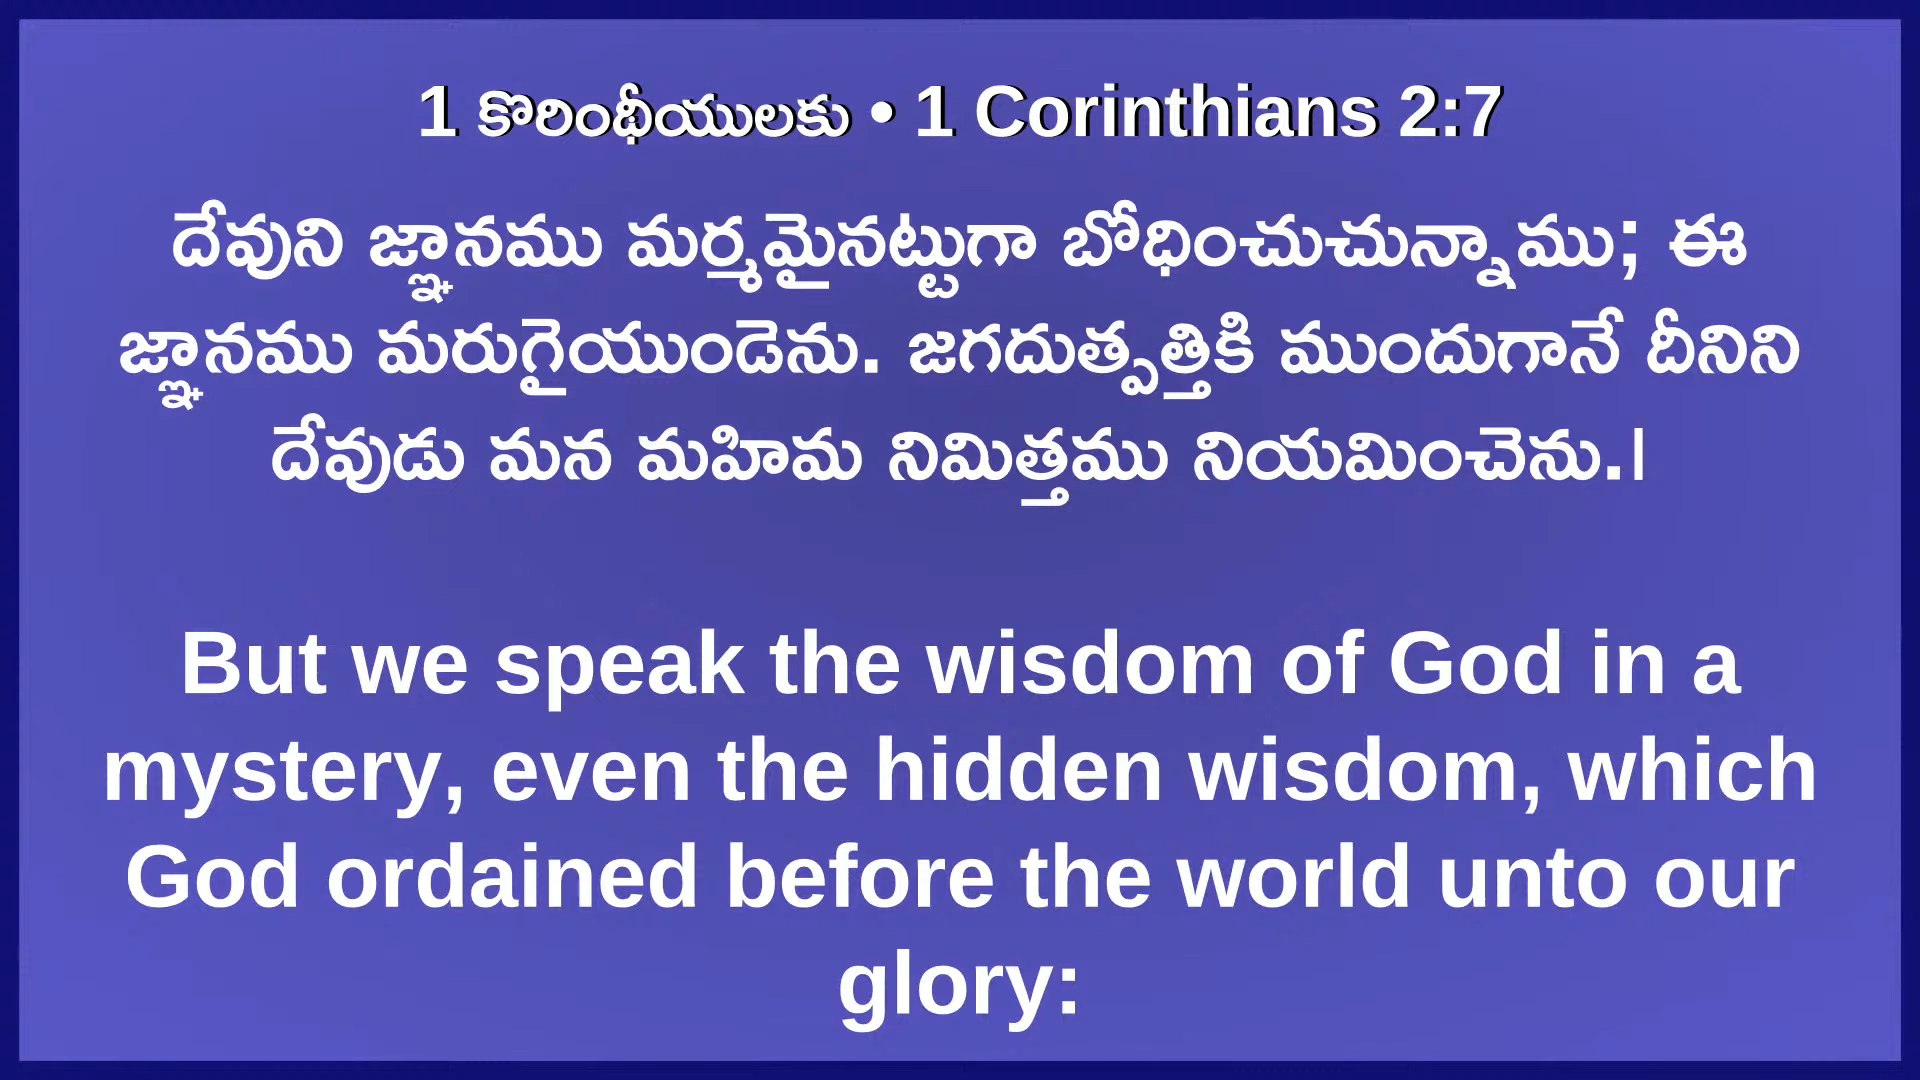 1 కొరింథీయులకు • 1 Corinthians 2:7
దేవుని జ్ఞానము మర్మమైనట్టుగా బోధించుచున్నాము; ఈ
జ్ఞానము మరుగైయుండెను. జగదుత్పత్తికి ముందుగానే దీనిని
దేవుడు మన మహిమ నిమిత్తము నియమించెను.।
But we speak the wisdom of God in a
mystery, even the hidden wisdom, which
God ordained before the world unto our
glory: